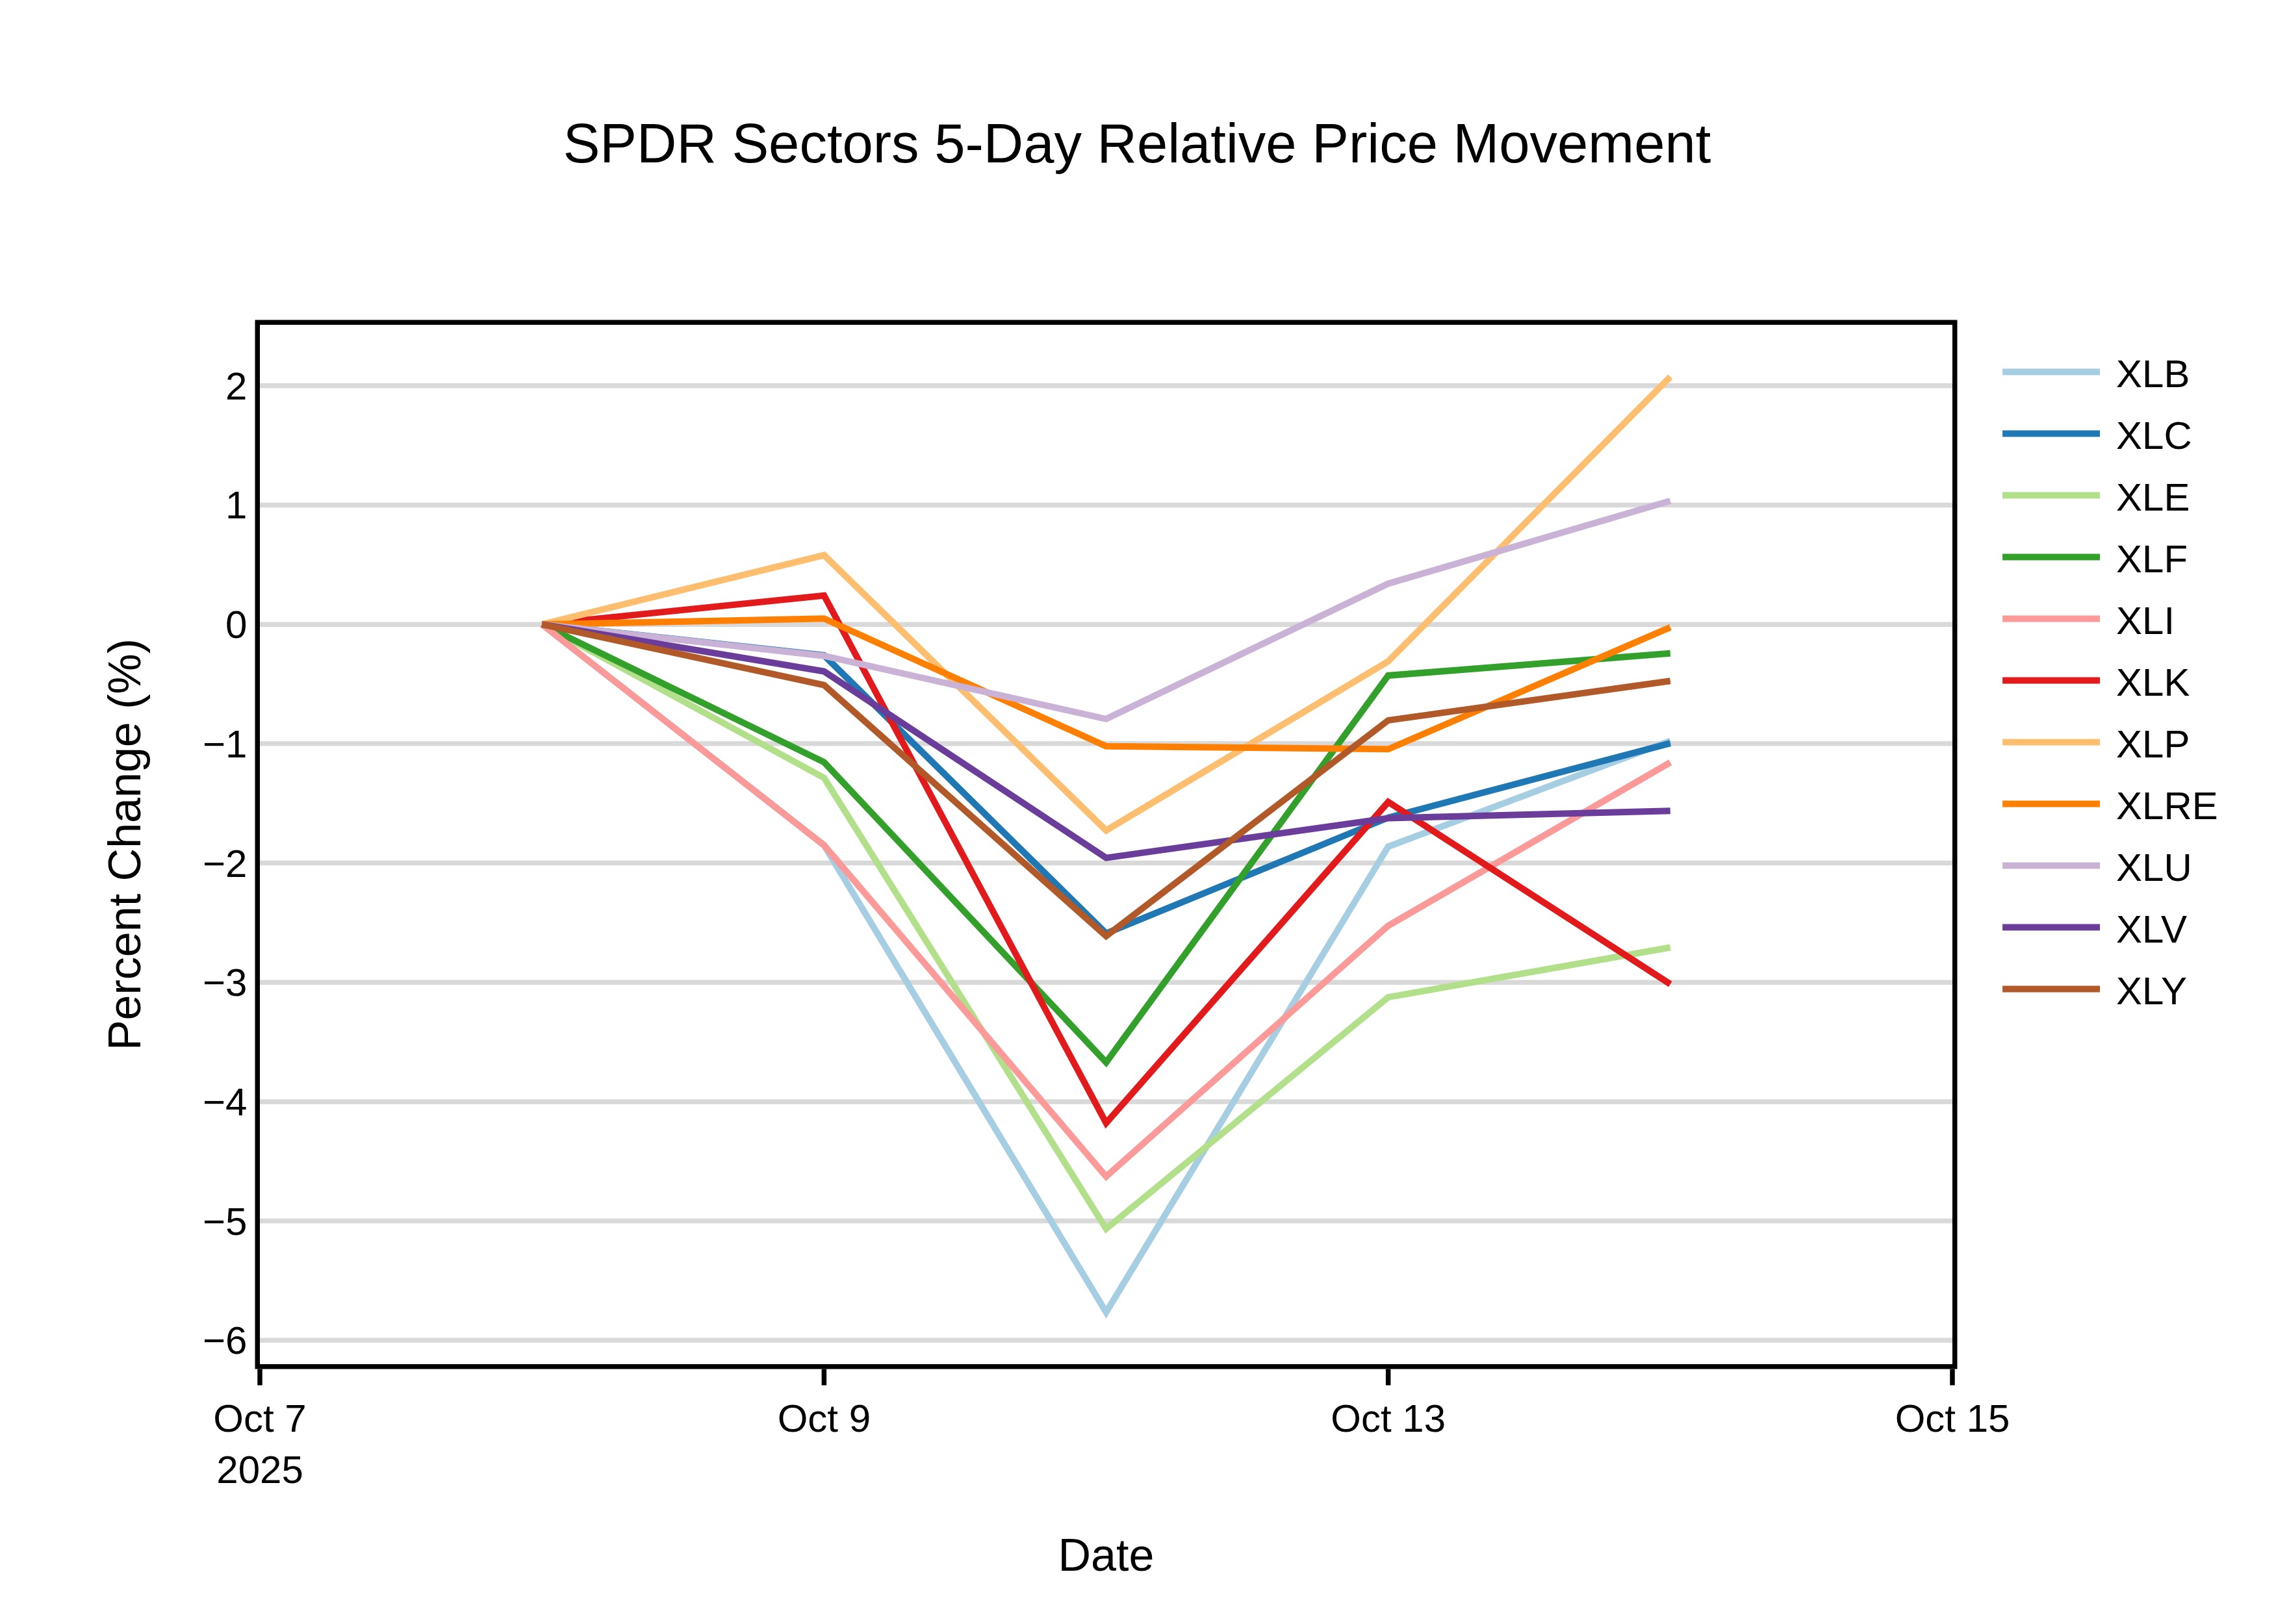 SPDR Sectors 5-Day Relative Price Movement
Percent Change (%)
2
1
0
−1
−2
−3
−4
−5
−6
Oct 7
2025
Oct 9
Oct 13
Oct 15
Date
XLB
XLC
XLE
XLF
XLI
XLK
XLP
XLRE
XLU
XLV
XLY